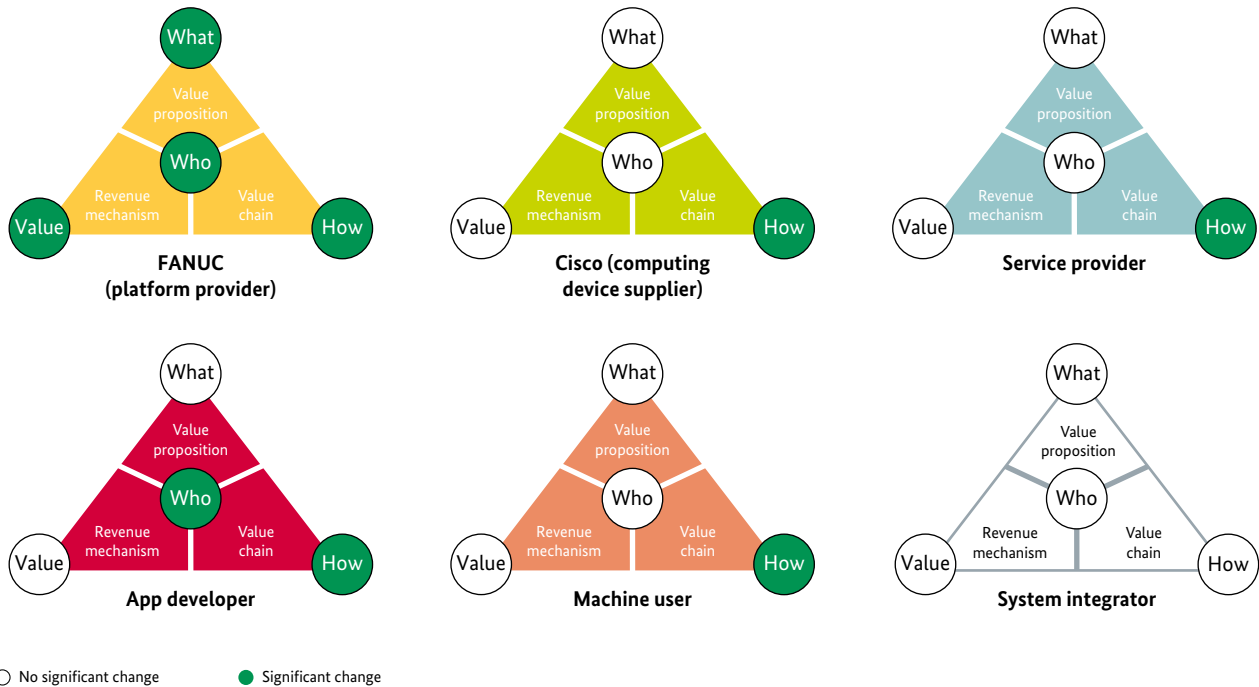 What
Value
proposition
Who
Revenue
mechanism
Value
chain
Value
How
FANUC
(platform provider)
What
Value
proposition
Who
Revenue
mechanism
Value
chain
Value
How
Cisco (computing
device supplier)
What
Value
proposition
Who
Revenue
mechanism
Value
chain
Value
How
Service provider
What
Value
proposition
Who
Revenue
mechanism
Value
chain
Value
How
App developer
What
Value
proposition
Who
Revenue
mechanism
Value
chain
Value
How
Machine user
What
Value
proposition
Who
Revenue
mechanism
Value
chain
Value
How
System integrator
No significant change
Significant change